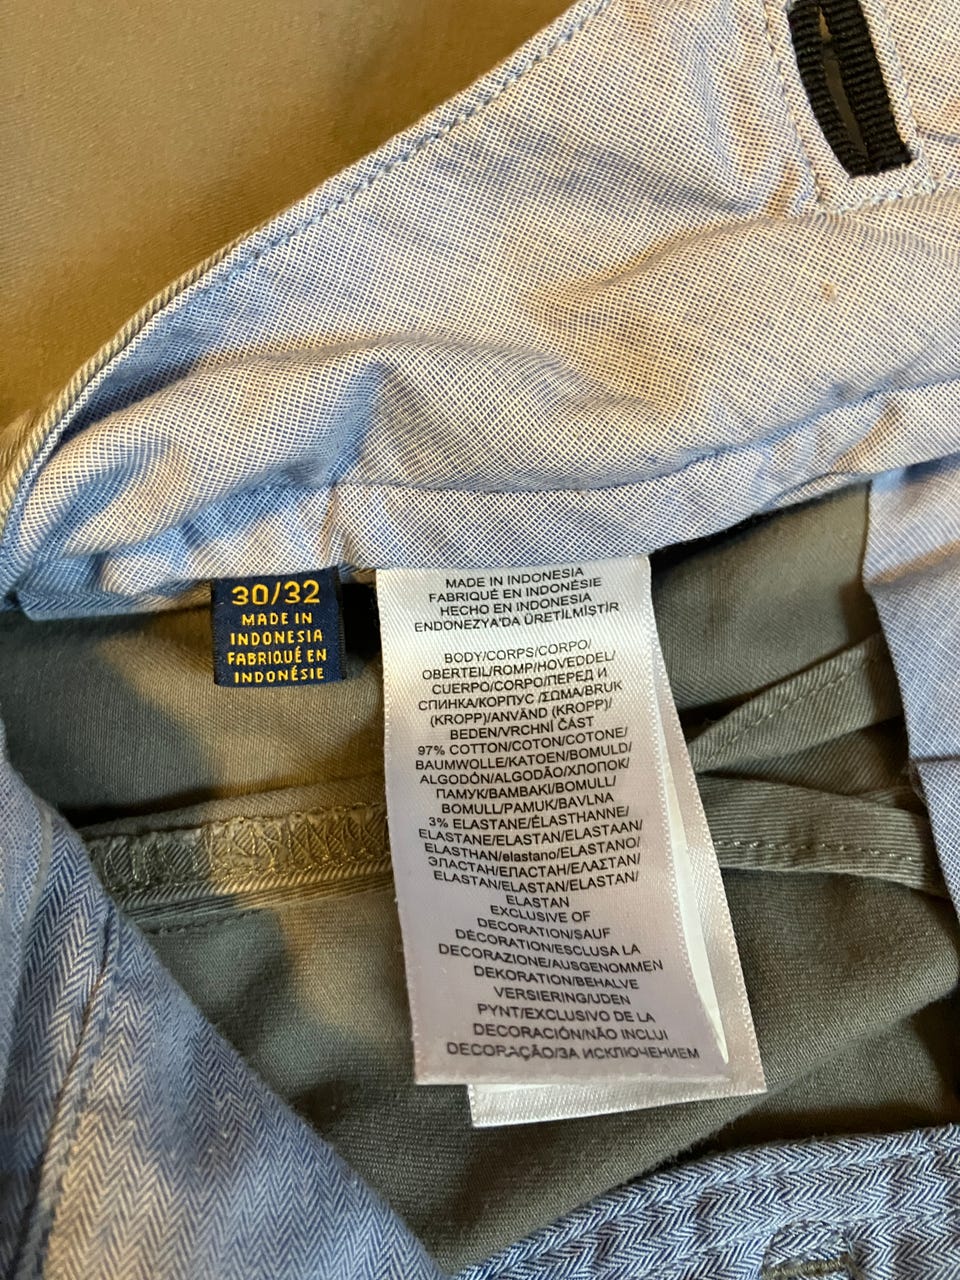 30/32
MADE IN
INDONESIA
FABRIQUÉ EN
INDONÉSIE
MADE IN INDONESIA
FABRIQUÉ EN INDONÉSIE
HECHO EN INDONESIA
ENDONEZYA'DA ÜRETİLMİŞTİR
BODY/CORPS/CORPO/
OBERTEIL/ROMP/HOVEDDEL/
CUERPO/CORPO/ПЕРЕД И
СПИНКА/КОРПУС /ΣΩΜΑ/BRUK
(KROPP)/ANVÄND (KROPP)/
BEDEN/VRCHNÍ ČÁST
97% COTTON/COTON/COTONE/
BAUMWOLLE/KATOEN/BOMULD/
ALGODÓN/ALGODÃO/ХЛОПОК/
ПАМУК/BAMBAKI/BOMULL/
BOMULL/PAMUK/BAVLNA
3% ELASTANE/ÉLASTHANNE/
ELASTANE/ELASTAN/ELASTAAN/
ELASTHAN/elastano/ELASTANO/
ЭЛАСТАН/ЕЛАСТАН/ΕΛΑΣΤΑΝ/
ELASTAN/ELASTAN/ELASTAN/
ELASTAN
EXCLUSIVE OF
DECORATION/SAUF
DÉCORATION/ESCLUSA LA
DECORAZIONE/AUSGENOMMEN
DEKORATION/BEHALVE
VERSIERING/UDEN
PYNT/EXCLUSIVO DE LA
DECORACIÓN/NÃO INCLUI
DECORAÇÃO/ЗА ИСКЛЮЧЕНИЕМ